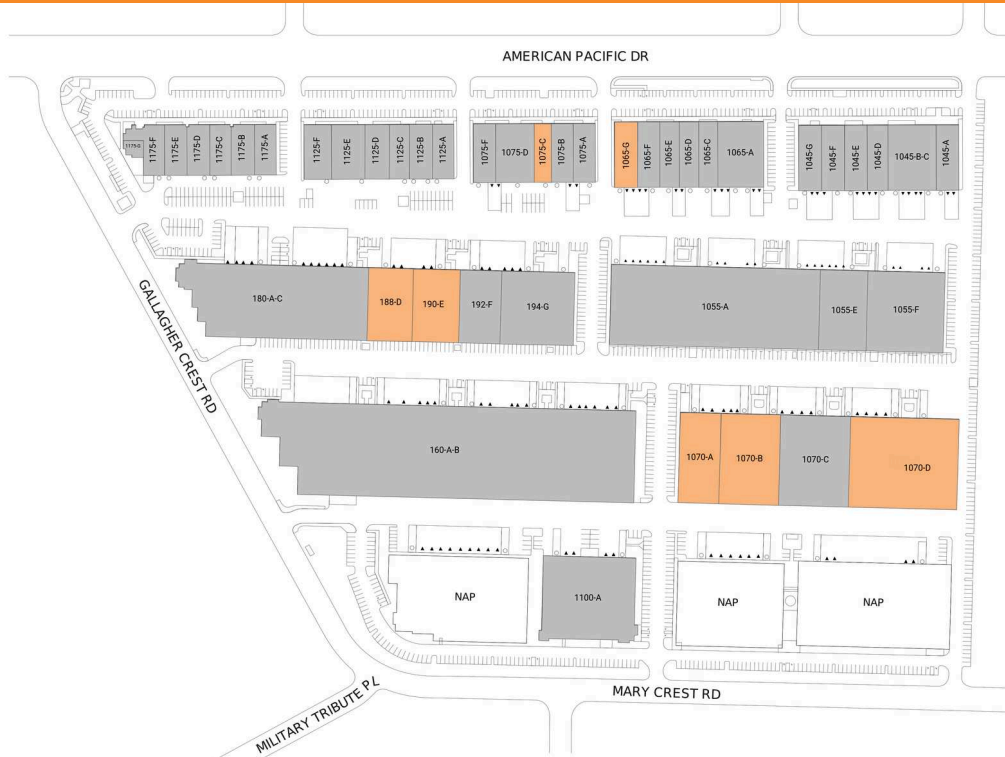 AMERICAN PACIFIC DR
1175-G
1175-F
1175-E
1175-D
1175-C
1175-B
1175-A
1125-F
1125-E
1125-D
1125-C
1125-B
1125-A
1075-F
1075-D
1075-C
1075-B
1075-A
1065-G
1065-F
1065-E
1065-D
1065-C
1065-A
1045-G
1045-F
1045-E
1045-D
1045-B-C
1045-A
GALLAGHER CREST RD
180-A-C
188-D
190-E
192-F
194-G
1055-A
1055-E
1055-F
160-A-B
1070-A
1070-B
1070-C
1070-D
NAP
1100-A
NAP
NAP
MILITARY TRIBUTE PL
MARY CREST RD